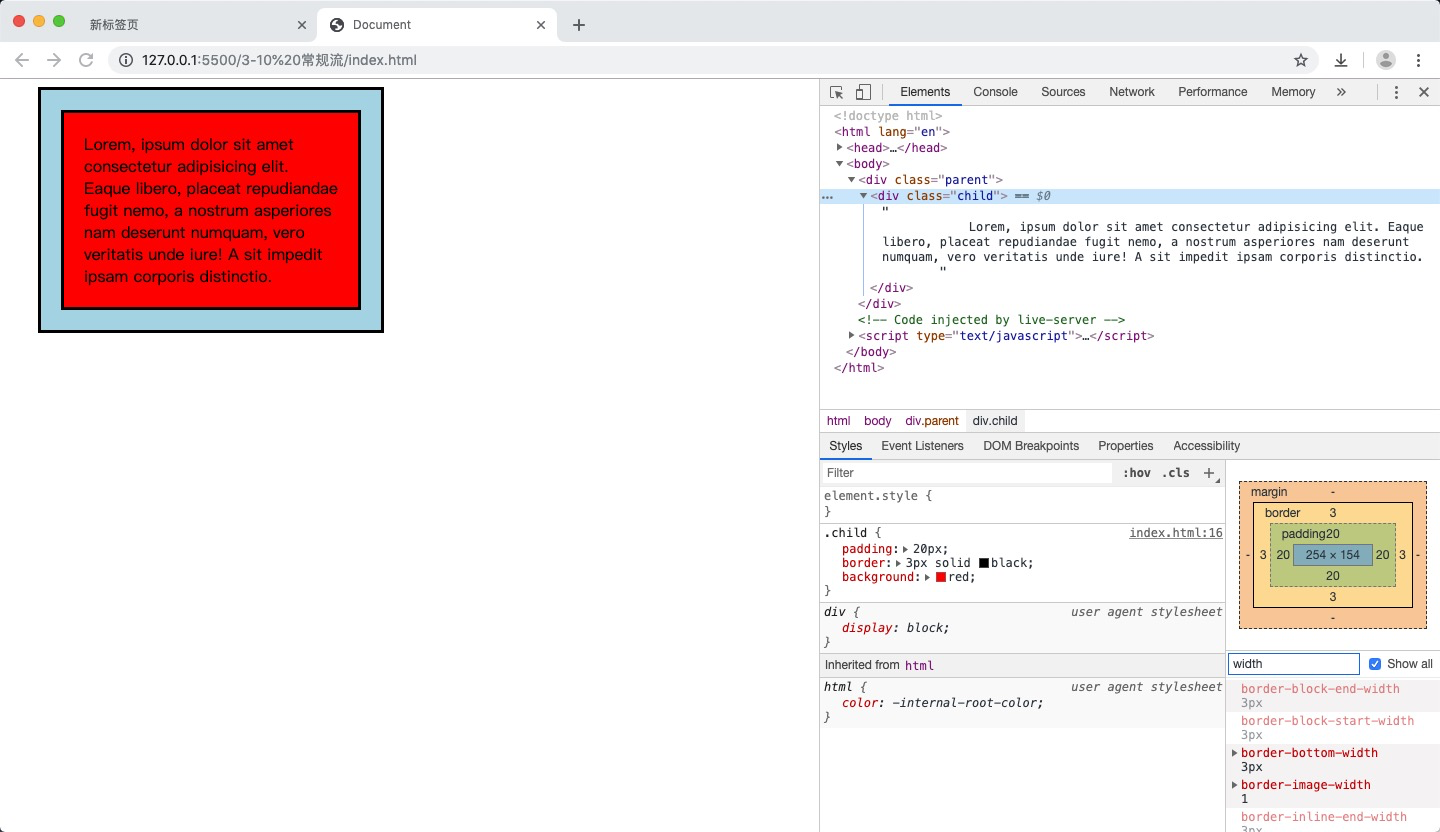 新标签页
Document
127.0.0.1:5500/3-10%20常规流/index.html
Lorem, ipsum dolor sit amet
consectetur adipisicing elit.
Eaque libero, placeat repudiandae
fugit nemo, a nostrum asperiores
nam deserunt numquam, vero
veritatis unde iure! A sit impedit
ipsam corporis distinctio.
Elements Console Sources Network Performance Memory »
<!doctype html>
<html lang="en">
<head>…</head>
<body>
<div class="parent">
… <div class="child"> == $0
"
Lorem, ipsum dolor sit amet consectetur adipisicing elit. Eaque
libero, placeat repudiandae fugit nemo, a nostrum asperiores nam deserunt
numquam, vero veritatis unde iure! A sit impedit ipsam corporis distinctio.
"
</div>
</div>
<!-- Code injected by live-server -->
<script type="text/javascript">…</script>
</body>
</html>
html body div.parent div.child
Styles Event Listeners DOM Breakpoints Properties Accessibility
Filter :hov .cls +
element.style {
}
.child { index.html:16
padding: 20px;
border: 3px solid black;
background: red;
}
div { user agent stylesheet
display: block;
}
Inherited from html
html { user agent stylesheet
color: -internal-root-color;
}
margin -
border 3
padding20
- 3 20 254 × 154 20 3 -
20
3
-
width Show all
border-block-end-width
3px
border-block-start-width
3px
border-bottom-width
3px
border-image-width
1
border-inline-end-width
3px